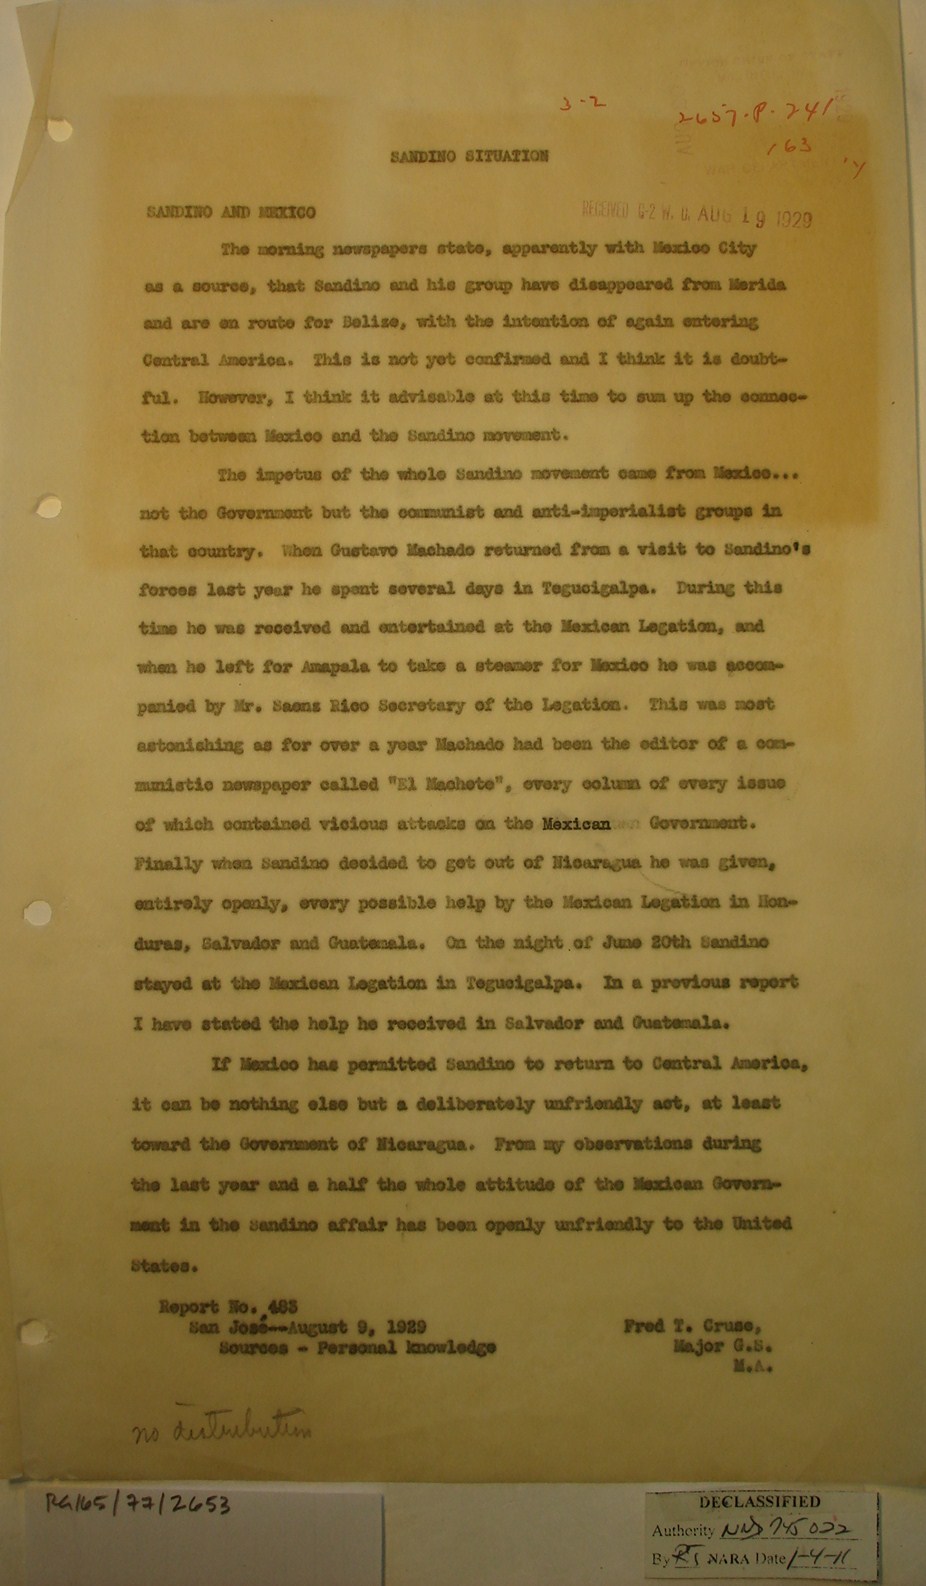 3-2
2657-P-241
163
SANDINO SITUATION
SANDINO AND MEXICO
RECEIVED G-2 W. D. AUG 19 1929
The morning newspapers state, apparently with Mexico City
as a source, that Sandino and his group have disappeared from Merida
and are en route for Belize, with the intention of again entering
Central America. This is not yet confirmed and I think it is doubt-
ful. However, I think it advisable at this time to sum up the connec-
tion between Mexico and the Sandino movement.
The impetus of the whole Sandino movement came from Mexico...
not the Government but the communist and anti-imperialist groups in
that country. When Gustavo Machado returned from a visit to Sandino's
forces last year he spent several days in Tegucigalpa. During this
time he was received and entertained at the Mexican Legation, and
when he left for Amapala to take a steamer for Mexico he was accom-
panied by Mr. Saens Rico Secretary of the Legation. This was most
astonishing as for over a year Machado had been the editor of a com-
munistic newspaper called "El Machete", every column of every issue
of which contained vicious attacks on the Mexican Government.
Finally when Sandino decided to get out of Nicaragua he was given,
entirely openly, every possible help by the Mexican Legation in Hon-
duras, Salvador and Guatemala. On the night of June 20th Sandino
stayed at the Mexican Legation in Tegucigalpa. In a previous report
I have stated the help he received in Salvador and Guatemala.
If Mexico has permitted Sandino to return to Central America,
it can be nothing else but a deliberately unfriendly act, at least
toward the Government of Nicaragua. From my observations during
the last year and a half the whole attitude of the Mexican Govern-
ment in the Sandino affair has been openly unfriendly to the United
States.
Report No. 483
San José--August 9, 1929
Sources - Personal knowledge
Fred T. Cruse,
Major G.S.
M.A.
no distribution
RG165/77/2653
DECLASSIFIED
Authority NND 745022
By RT NARA Date 1-4-11